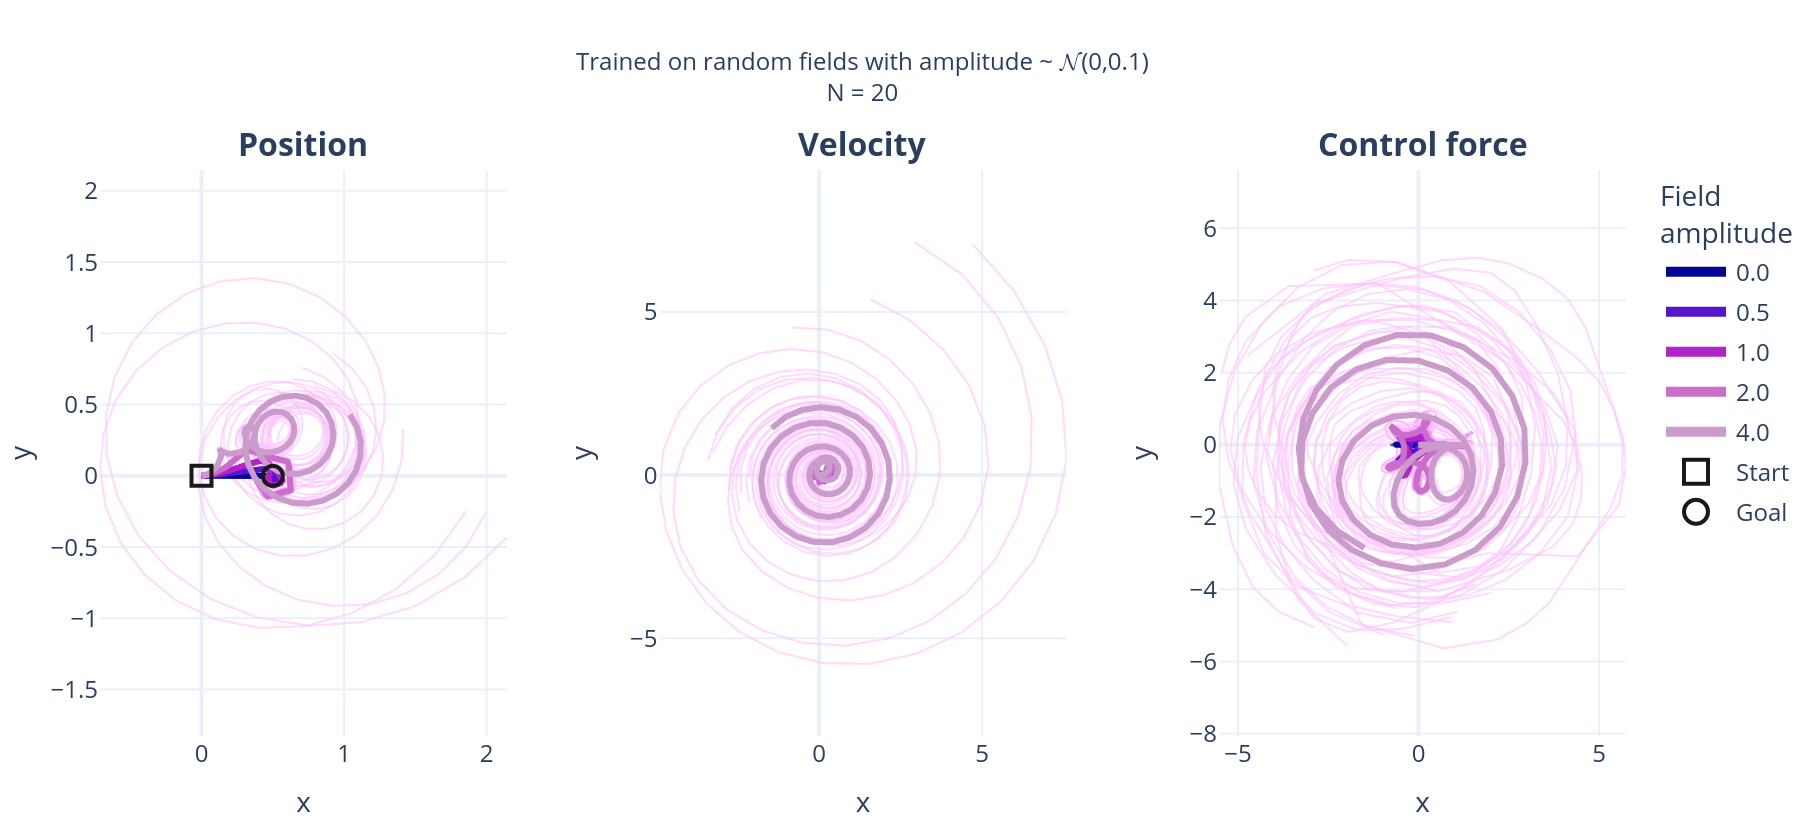 Trained on random fields with amplitude ~ 𝒩(0,0.1)
N = 20
Position
Velocity
Control force
2
1.5
1
0.5
0
−0.5
−1
−1.5
0
1
2
x
y
5
0
−5
0
5
x
y
6
4
2
0
−2
−4
−6
−8
−5
0
5
x
y
Field
amplitude
0.0
0.5
1.0
2.0
4.0
Start
Goal